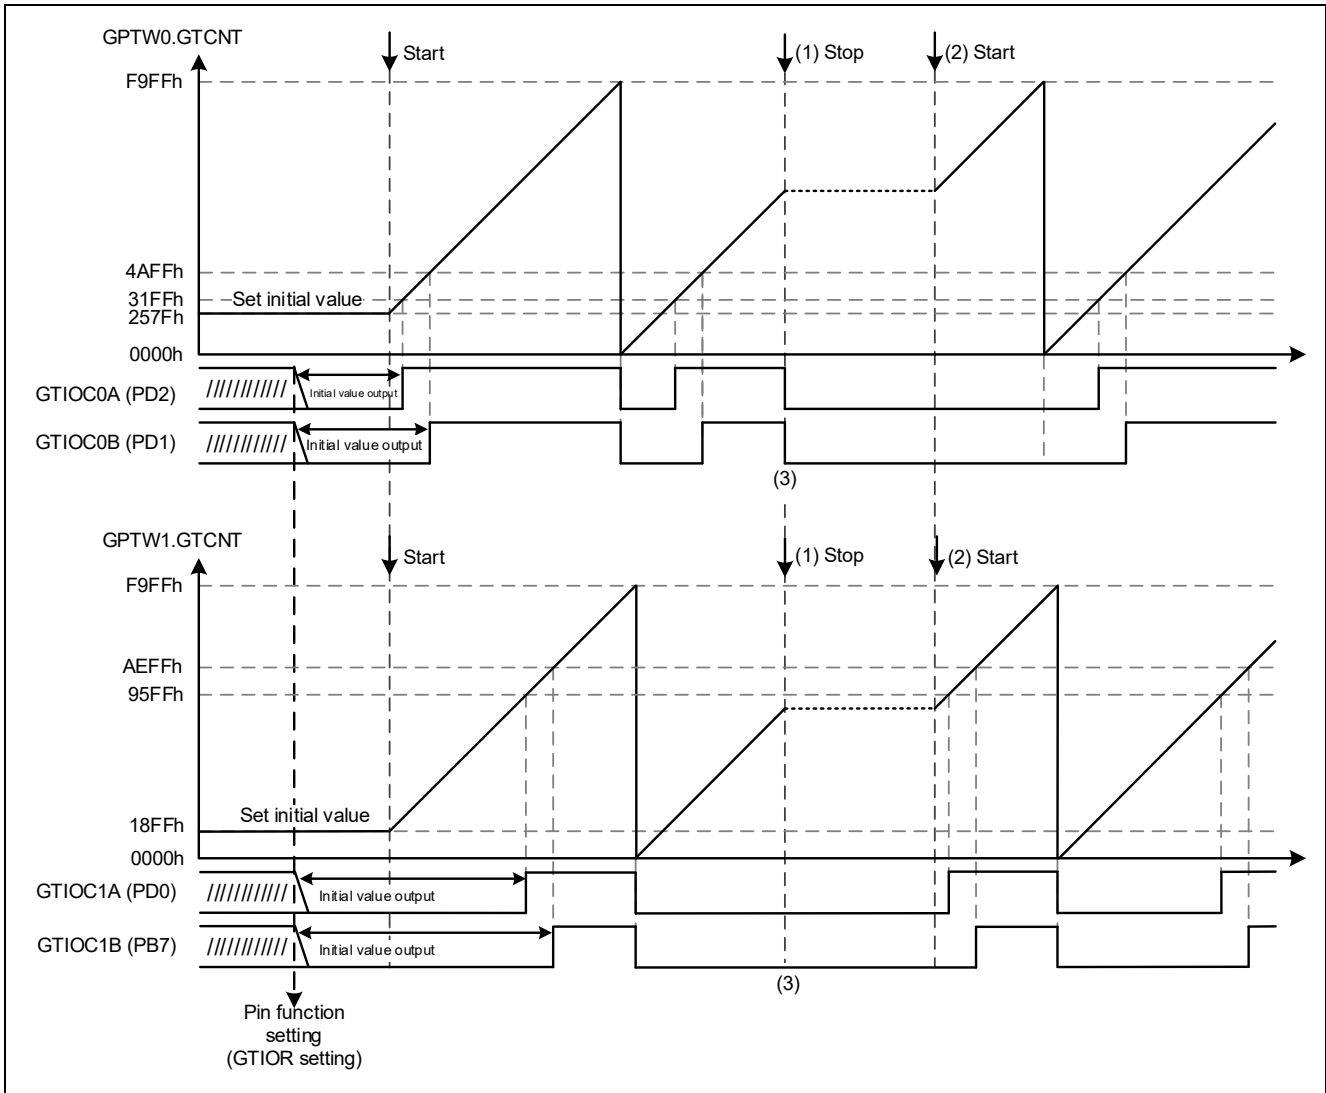 GPTW0.GTCNT
Start
(1) Stop
(2) Start
F9FFh
4AFFh
31FFh
Set initial value
257Fh
0000h
GTIOC0A (PD2)
Initial value output
GTIOC0B (PD1)
Initial value output
(3)
GPTW1.GTCNT
Start
(1) Stop
(2) Start
F9FFh
AEFFh
95FFh
Set initial value
18FFh
0000h
GTIOC1A (PD0)
Initial value output
GTIOC1B (PB7)
Initial value output
(3)
Pin function
setting
(GTIOR setting)